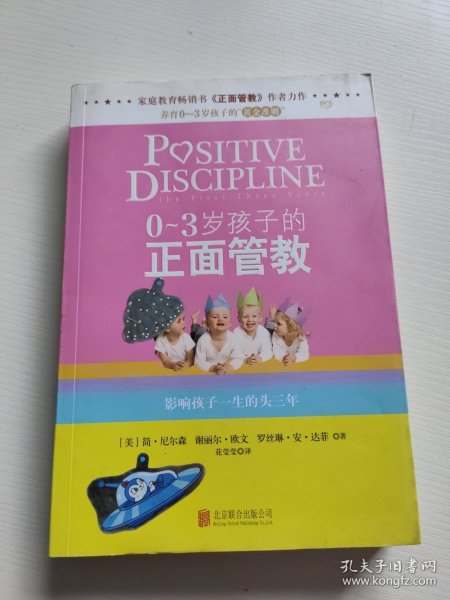 家庭教育畅销书《正面管教》作者力作
养育0~3岁孩子的"黄金准则"
POSITIVE
DISCIPLINE
the First Three Years
0~3岁孩子的
正面管教
影响孩子一生的头三年
[美]简·尼尔森 谢丽尔·欧文 罗丝琳·安·达菲 著
花莹莹 译
北京联合出版公司
Beijing United Publishing Co.,Ltd.
孔夫子旧书网
www.kongfz.com